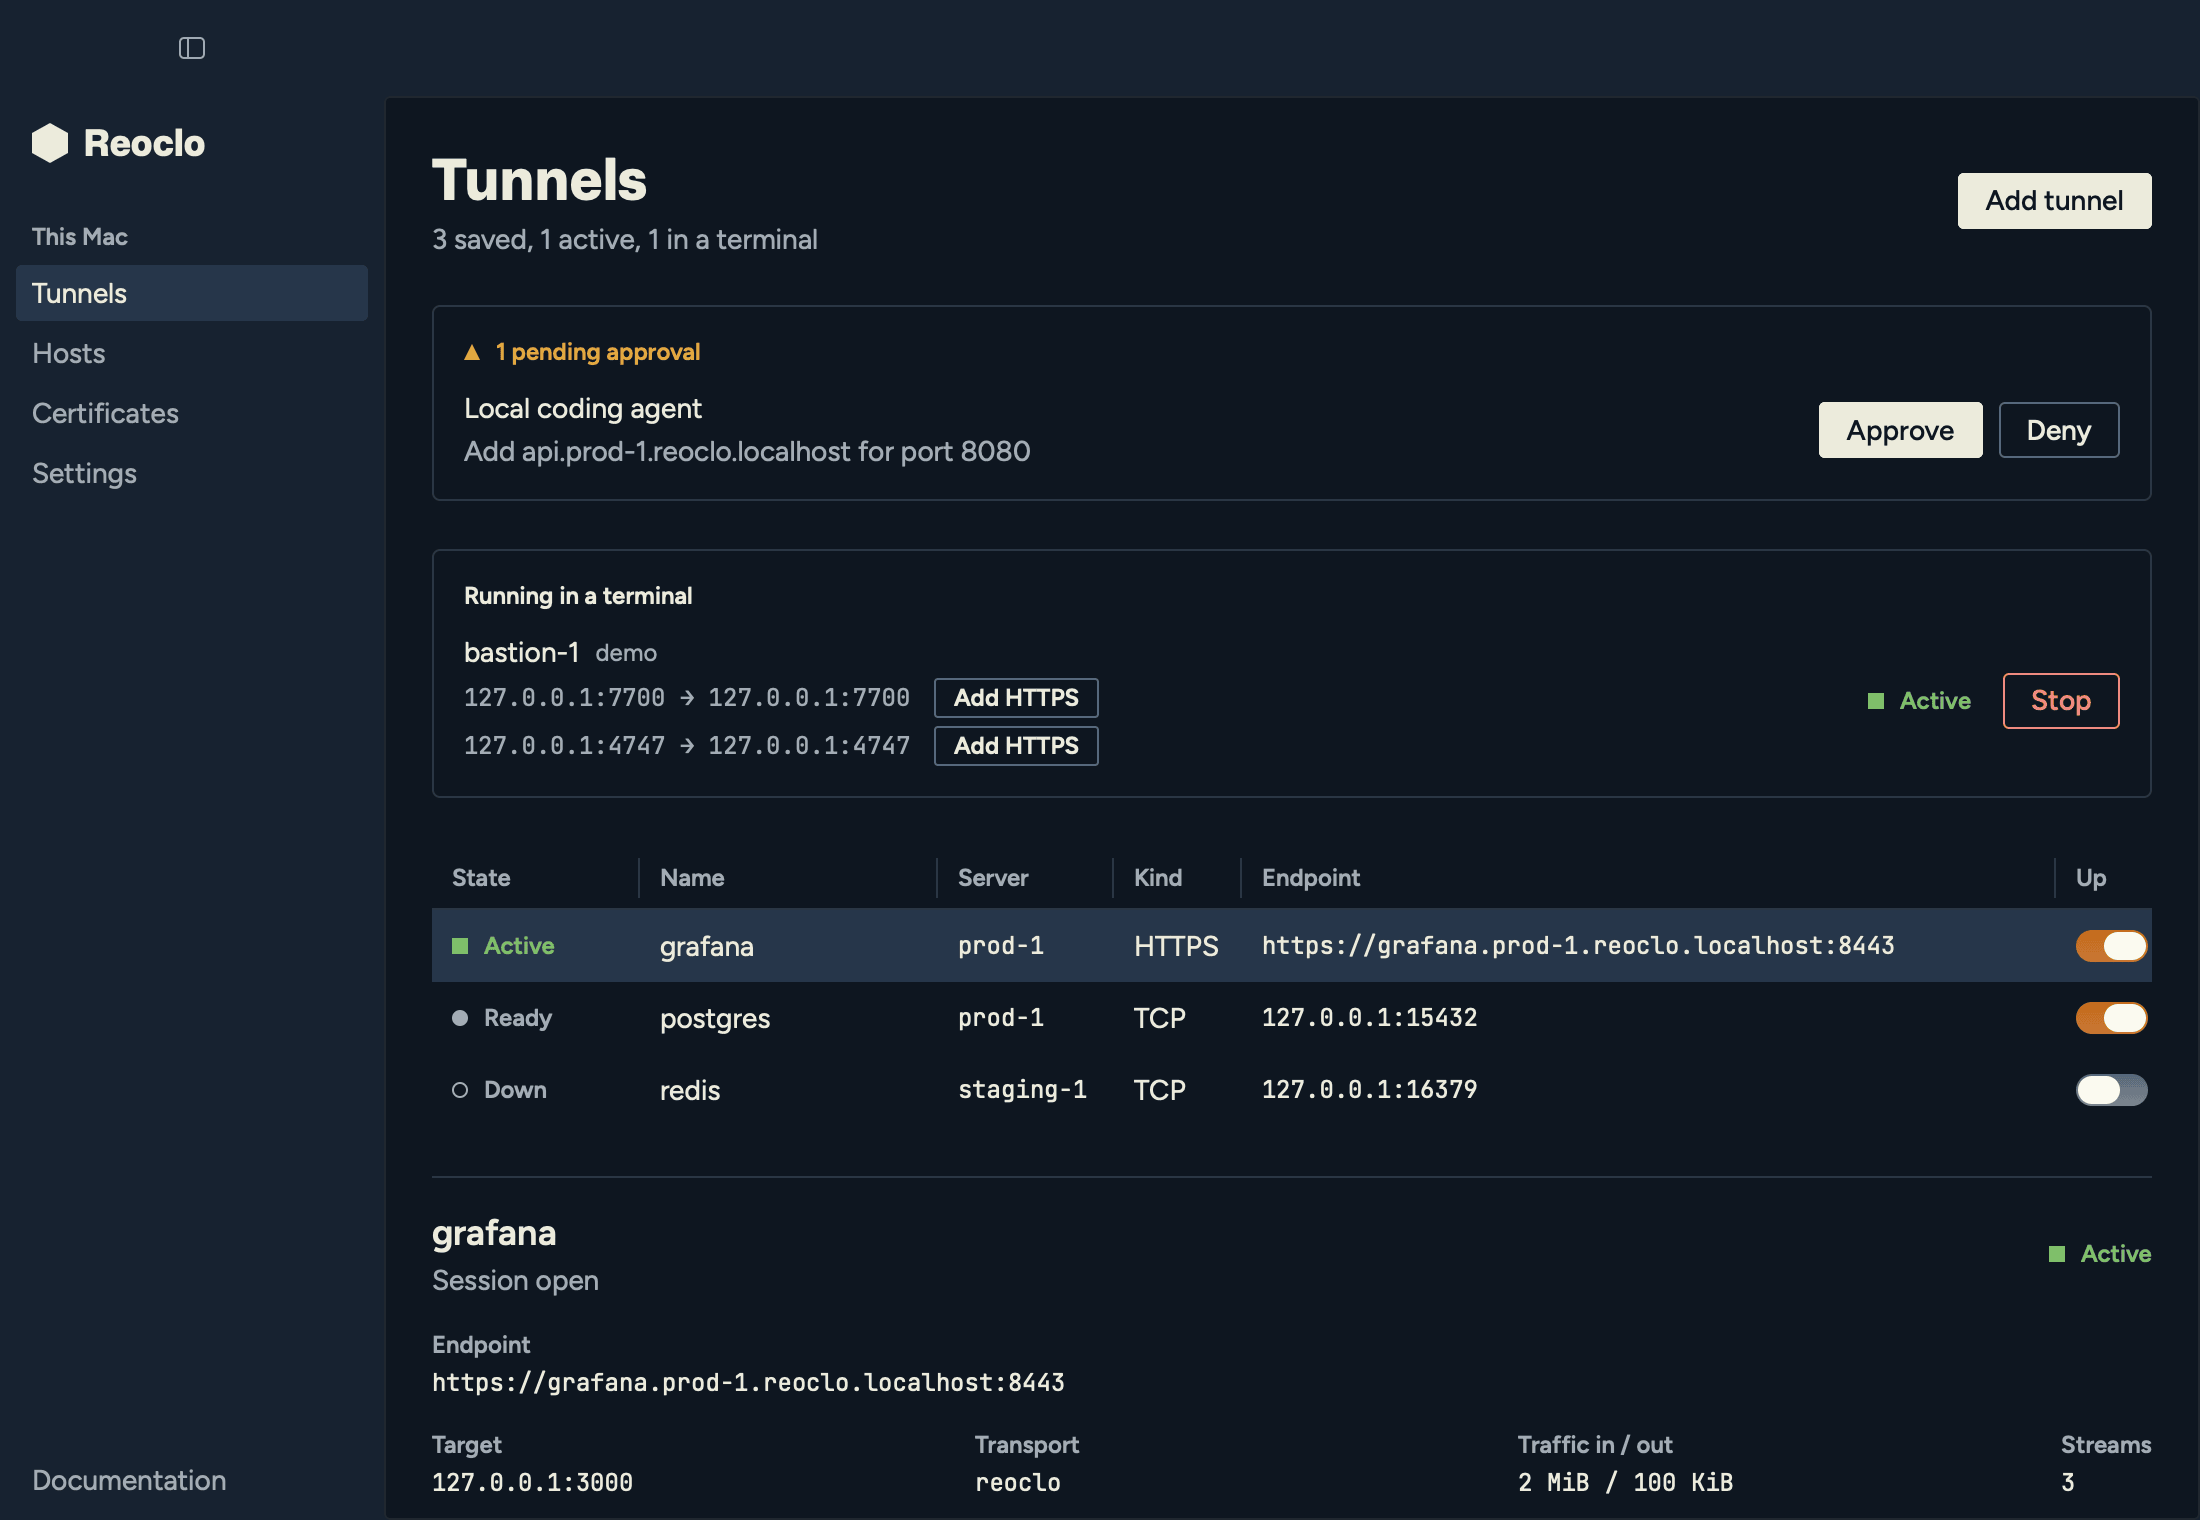 Reoclo
This Mac
Tunnels
Hosts
Certificates
Settings
Documentation
Tunnels
3 saved, 1 active, 1 in a terminal
Add tunnel
1 pending approval
Local coding agent
Add api.prod-1.reoclo.localhost for port 8080
Approve
Deny
Running in a terminal
bastion-1 demo
127.0.0.1:7700 → 127.0.0.1:7700 Add HTTPS
127.0.0.1:4747 → 127.0.0.1:4747 Add HTTPS
Active
Stop
State Name Server Kind Endpoint Up
Active grafana prod-1 HTTPS https://grafana.prod-1.reoclo.localhost:8443
Ready postgres prod-1 TCP 127.0.0.1:15432
Down redis staging-1 TCP 127.0.0.1:16379
grafana
Session open
Active
Endpoint
https://grafana.prod-1.reoclo.localhost:8443
Target Transport Traffic in / out Streams
127.0.0.1:3000 reoclo 2 MiB / 100 KiB 3